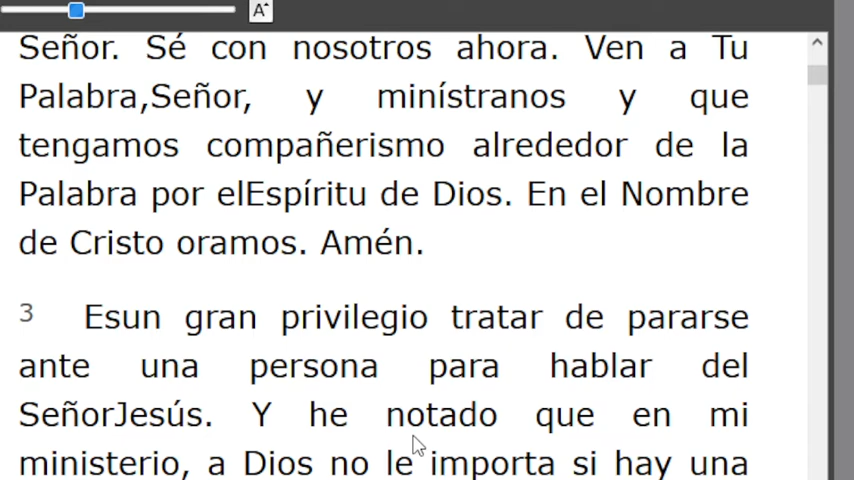 A
Señor. Sé con nosotros ahora. Ven a Tu
Palabra,Señor, y minístranos y que
tengamos compañerismo alrededor de la
Palabra por elEspíritu de Dios. En el Nombre
de Cristo oramos. Amén.
3 Esun gran privilegio tratar de pararse
ante una persona para hablar del
SeñorJesús. Y he notado que en mi
ministerio, a Dios no le importa si hay una